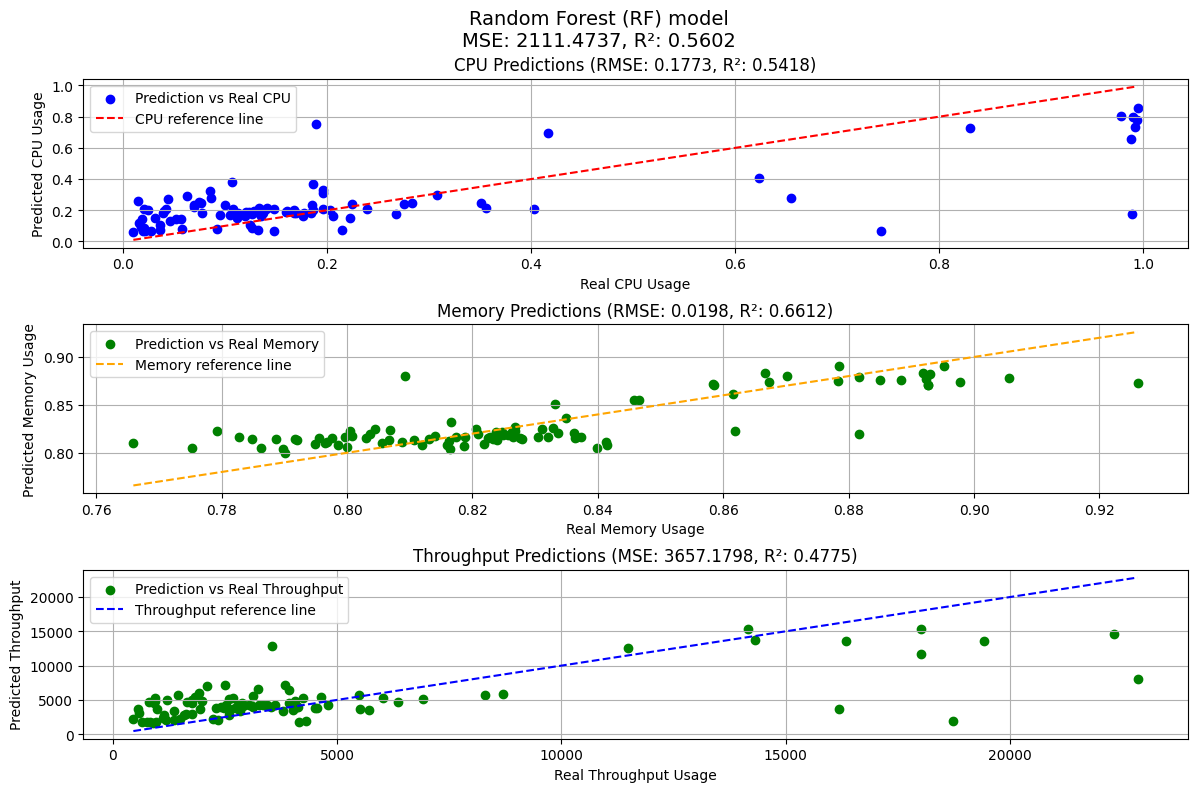 Random Forest (RF) model
MSE: 2111.4737, R²: 0.5602
CPU Predictions (RMSE: 0.1773, R²: 0.5418)
Prediction vs Real CPU
CPU reference line
Predicted CPU Usage
1.0
0.8
0.6
0.4
0.2
0.0
0.0 0.2 0.4 0.6 0.8 1.0
Real CPU Usage
Memory Predictions (RMSE: 0.0198, R²: 0.6612)
Prediction vs Real Memory
Memory reference line
Predicted Memory Usage
0.90
0.85
0.80
0.76 0.78 0.80 0.82 0.84 0.86 0.88 0.90 0.92
Real Memory Usage
Throughput Predictions (MSE: 3657.1798, R²: 0.4775)
Prediction vs Real Throughput
Throughput reference line
Predicted Throughput
20000
15000
10000
5000
0
0 5000 10000 15000 20000
Real Throughput Usage